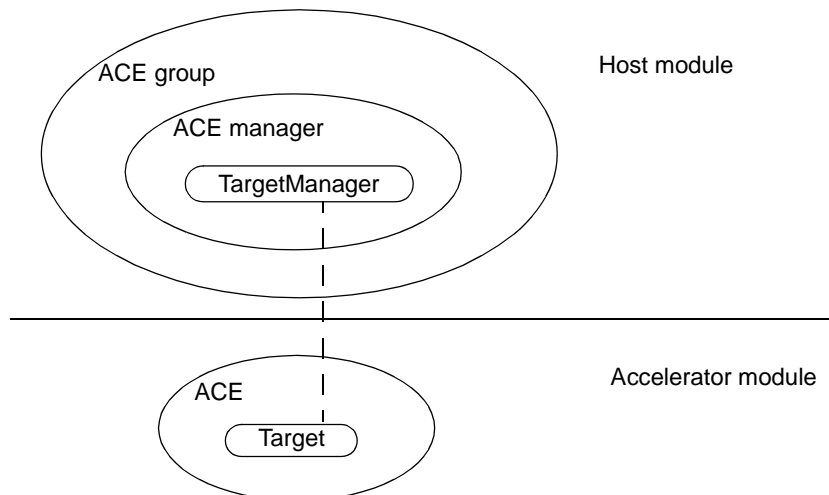 ACE group
Host module
ACE manager
TargetManager
Accelerator module
ACE
Target